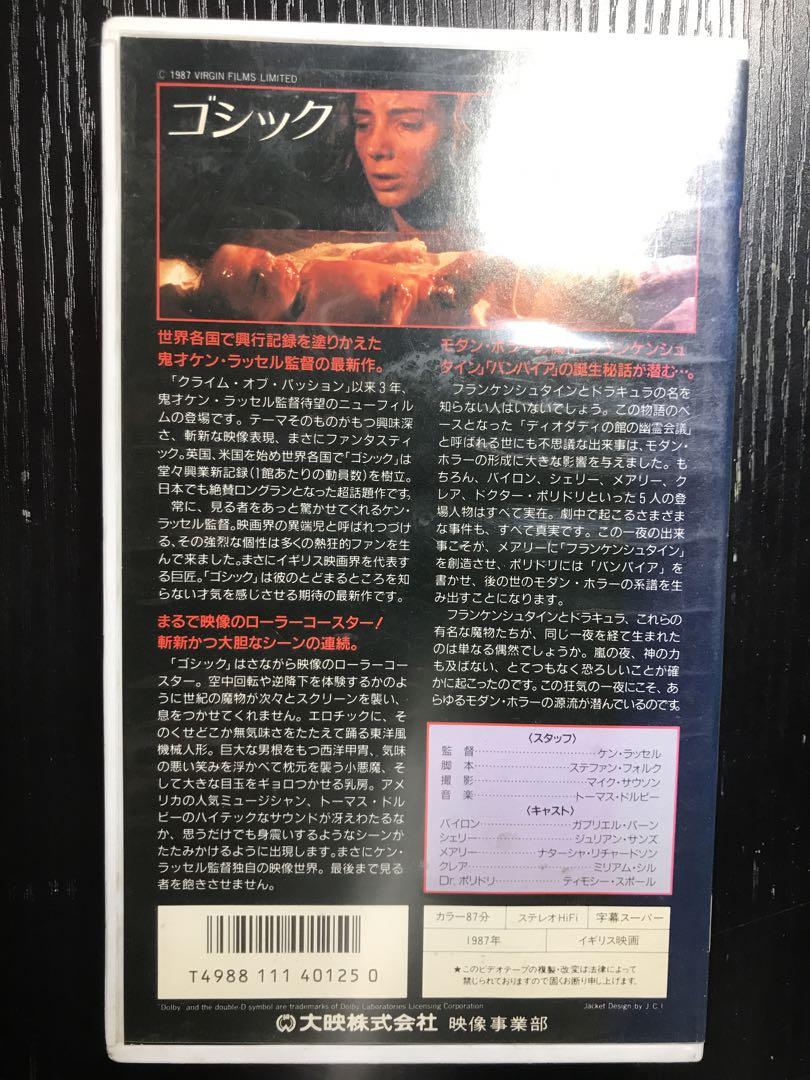 © 1987 VIRGIN FILMS LIMITED
ゴシック
世界各国で興行記録を塗りかえた
鬼才ケン・ラッセル監督の最新作。
「クライム・オブ・パッション」以来3年、
鬼才ケン・ラッセル監督待望のニューフィル
ムの登場です。テーマそのものがもつ興味深
さ、斬新な映像表現、まさにファンタスティ
ック。英国、米国を始め世界各国で「ゴシック」は
堂々興業新記録(1館あたりの動員数)を樹立。
日本でも絶賛ロングランとなった超話題作です。
常に、見る者をあっと驚かせてくれるケン・
ラッセル監督。映画界の異端児と呼ばれつづけ
る、その強烈な個性は多くの熱狂的ファンを生
んで来ました。まさにイギリス映画界を代表す
る巨匠。「ゴシック」は彼のとどまるところを知
らない才気を感じさせる期待の最新作です。
まるで映像のローラーコースター!
斬新かつ大胆なシーンの連続。
「ゴシック」はさながら映像のローラーコー
スター。空中回転や逆降下を体験するかのよ
うに世紀の魔物が次々とスクリーンを襲い、
息をつかせてくれません。エロチックに、そ
のくせどこか無気味さをたたえて踊る東洋風
機械人形。巨大な男根をもつ西洋甲冑、気味
の悪い笑みを浮かべて枕元を襲う小悪魔、そ
して大きな目玉をギョロつかせる乳房。アメ
リカの人気ミュージシャン、トーマス・ドル
ビーのハイテックなサウンドが冴えわたるな
か、思うだけでも身震いするようなシーンが
たたみかけるように出現します。まさにケン・
ラッセル監督独自の映像世界。最後まで見る
者を飽きさせません。
モダン・ホラーの
ランケンシュ
タイン」「バンパイア」の誕生秘話が潜む…。
フランケンシュタインとドラキュラの名を
知らない人はいないでしょう。この物語のベ
ースとなった「ディオダティの館の幽霊会議」
と呼ばれる世にも不思議な出来事は、モダン・
ホラーの形成に大きな影響を与えました。も
ちろん、バイロン、シェリー、メアリー、ク
レア、ドクター・ポリドリといった5人の登
場人物はすべて実在。劇中で起こるさまざま
な事件も、すべて真実です。この一夜の出来
事こそが、メアリーに「フランケンシュタイン」
を創造させ、ポリドリには「バンパイア」を
書かせ、後の世のモダン・ホラーの系譜を生
み出すことになります。
フランケンシュタインとドラキュラ、これらの
有名な魔物たちが、同じ一夜を経て生まれた
のは単なる偶然でしょうか。嵐の夜、神の力
も及ばない、とてつもなく恐ろしいことが確
かに起こったのです。この狂気の一夜にこそ、あ
らゆるモダン・ホラーの源流が潜んでいるのです。
〈スタッフ〉
監督………ケン・ラッセル
脚本………ステファン・フォルク
撮影………マイク・サウソン
音楽………トーマス・ドルビー
〈キャスト〉
バイロン………ガブリエル・バーン
シェリー………ジュリアン・サンズ
メアリー………ナターシャ・リチャードソン
クレア………ミリアム・シル
Dr.ポリドリ………ティモシー・スポール
カラー87分 ステレオHiFi 字幕スーパー
1987年 イギリス映画
★このビデオテープの複製・改変は法律によって
禁じられておりますので固くお断り申し上げます。
T4988 111 40125 0
"Dolby" and the double-D symbol are trademarks of Dolby Laboratories Licensing Corporation.
Jacket Design by J.C.I.
大映株式会社 映像事業部